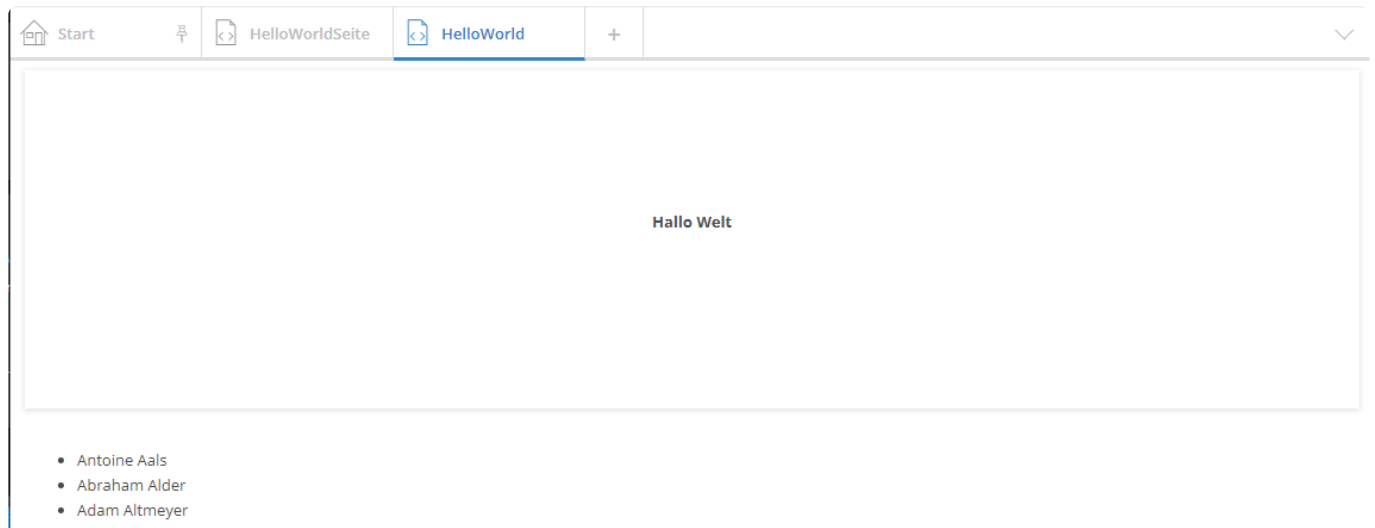 Start HelloWorldSeite HelloWorld +
Hallo Welt
• Antoine Aals
• Abraham Alder
• Adam Altmeyer